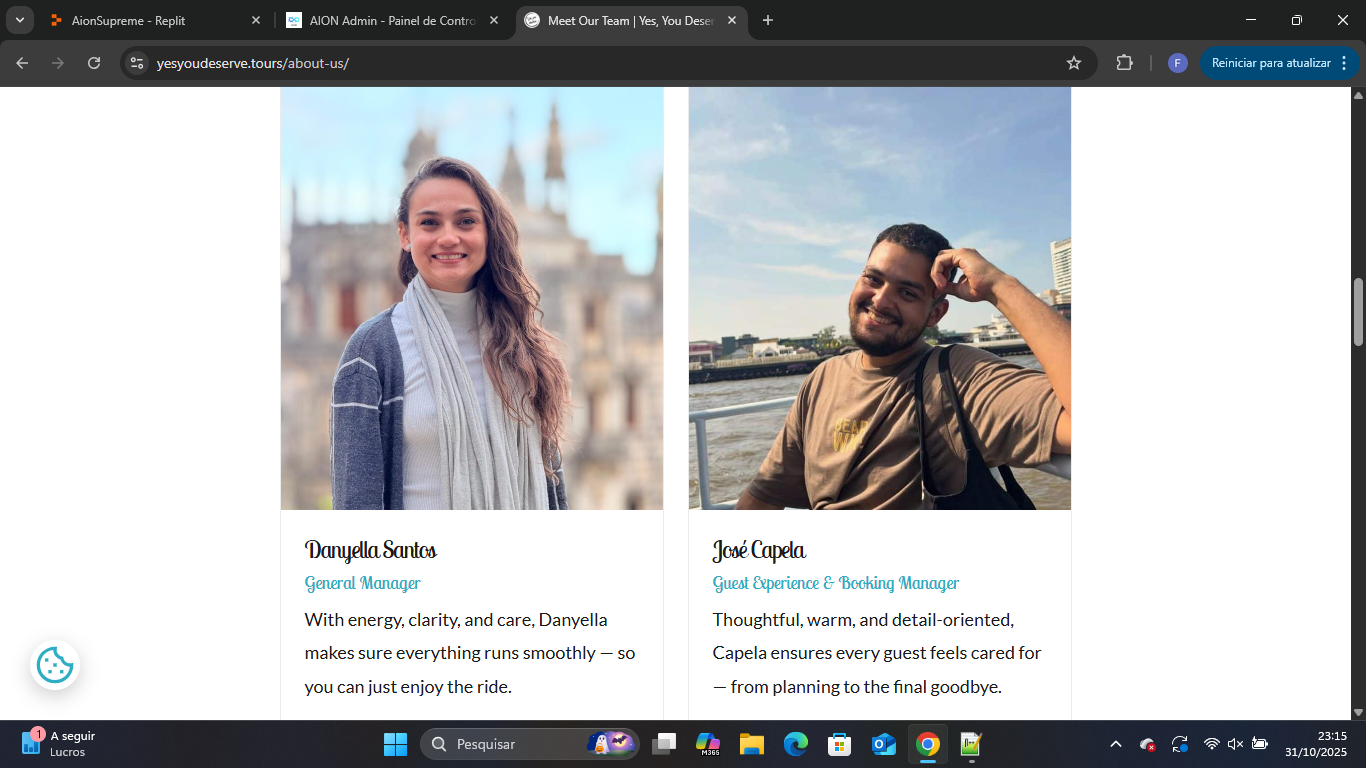 AionSupreme - Replit
AION Admin - Painel de Contro
Meet Our Team | Yes, You Deser
yesyoudeserve.tours/about-us/
F
Reiniciar para atualizar
Danyella Santos
General Manager
With energy, clarity, and care, Danyella
makes sure everything runs smoothly — so
you can just enjoy the ride.
José Capela
Guest Experience & Booking Manager
Thoughtful, warm, and detail-oriented,
Capela ensures every guest feels cared for
— from planning to the final goodbye.
1
A seguir
Lucros
Pesquisar
M365
23:15
31/10/2025